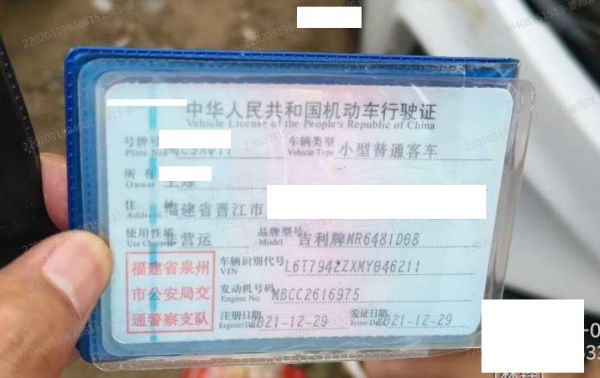 中华人民共和国机动车行驶证
Vehicle License of the People's Republic of China
号牌号
Plate No.
车辆类型 小型普通客车
Vehicle Type
所 有
Owner
住 址 福建省晋江市
Address
使用性质 非营运
Use Character
品牌型号 吉利牌MR6481D08
Model
福建省泉州
市公安局交
通警察支队
车辆识别代号 L6T7942ZXMY046211
VIN
发动机号码 MBCC2616975
Engine No.
注册日期 2021-12-29
Register Date
发证日期 2021-12-29
Issue Date